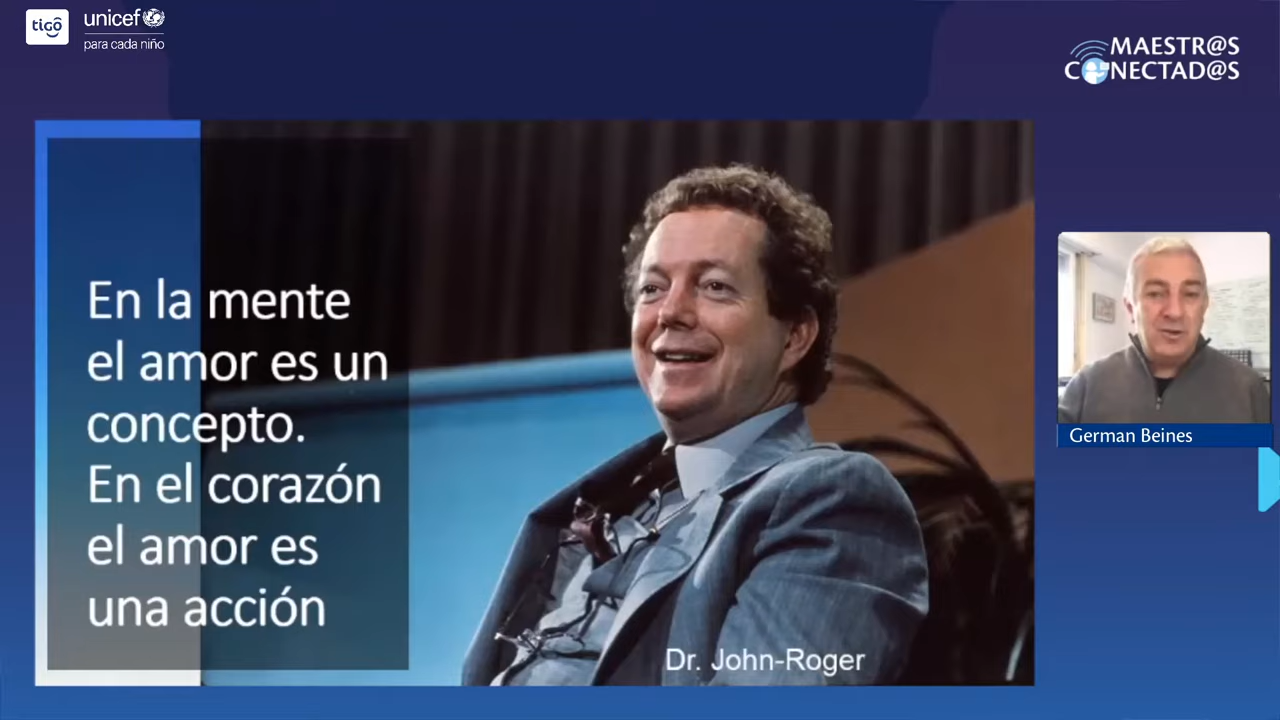 tigo
unicef
para cada niño
MAESTR@S
CONECTAD@S
En la mente
el amor es un
concepto.
En el corazón
el amor es
una acción
Dr. John-Roger
German Beines